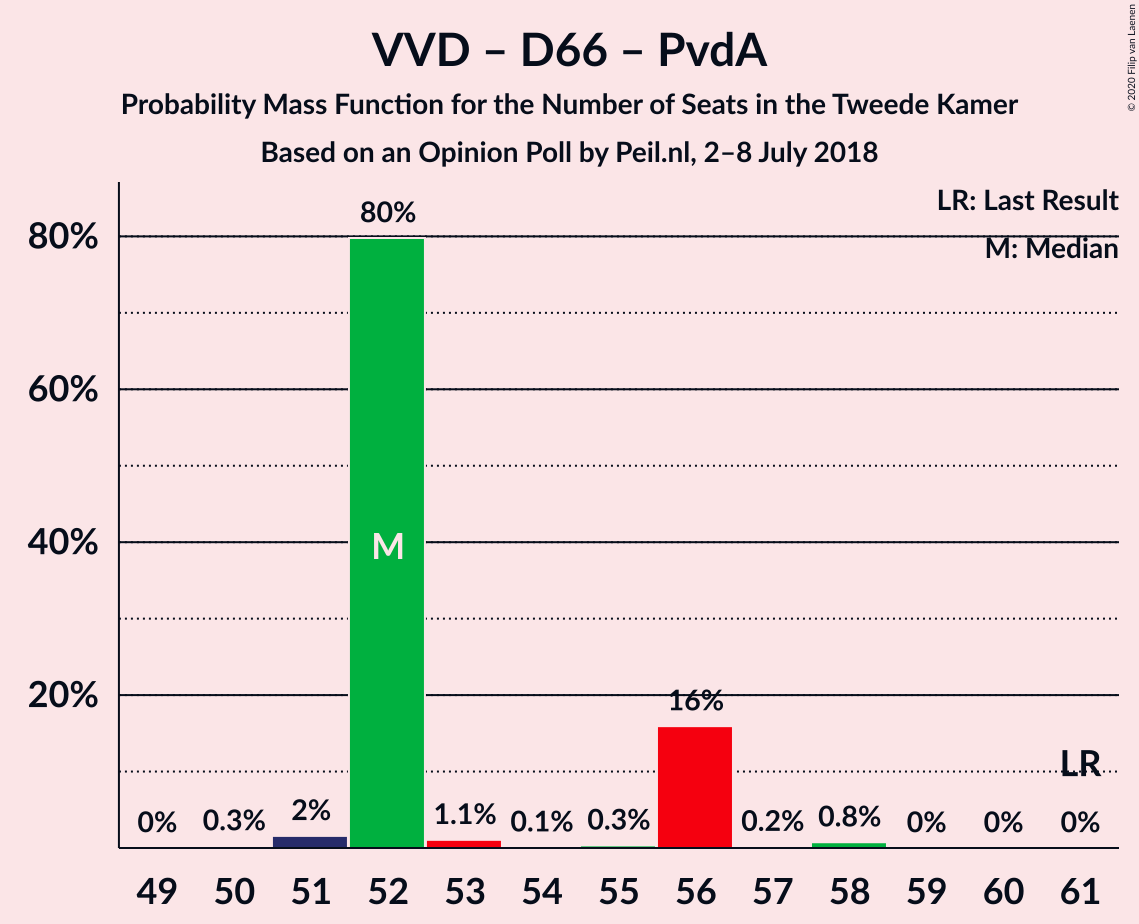 VVD – D66 – PvdA
Probability Mass Function for the Number of Seats in the Tweede Kamer
Based on an Opinion Poll by Peil.nl, 2–8 July 2018
© 2020 Filip van Laenen
LR: Last Result
M: Median
80%
60%
40%
20%
0%
0.3%
2%
80%
M
1.1%
0.1%
0.3%
16%
0.2%
0.8%
0%
0%
0%
LR
49 50 51 52 53 54 55 56 57 58 59 60 61